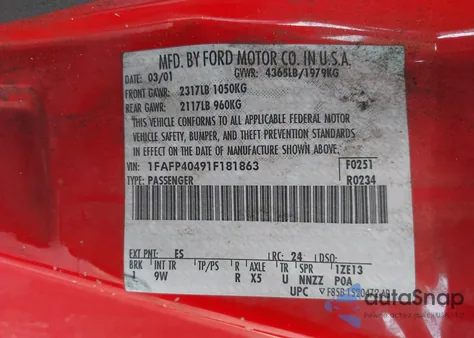 MFD. BY FORD MOTOR CO. IN U.S.A.
DATE: 03/01 GVWR: 4365LB/1979KG
FRONT GAWR: 2317LB 1050KG
REAR GAWR: 2117LB 960KG
THIS VEHICLE CONFORMS TO ALL APPLICABLE FEDERAL MOTOR
VEHICLE SAFETY, BUMPER, AND THEFT PREVENTION STANDARDS
IN EFFECT ON THE DATE OF MANUFACTURE SHOWN ABOVE.
VIN: 1FAFP40491F181863 F0251
TYPE: PASSENGER R0234
EXT PNT: ES RC: 24 DSO:
BRK INT TR TP/PS R AXLE TR SPR 1ZE13
9W R X5 U NNZZ P0A
UPC
autoSnap